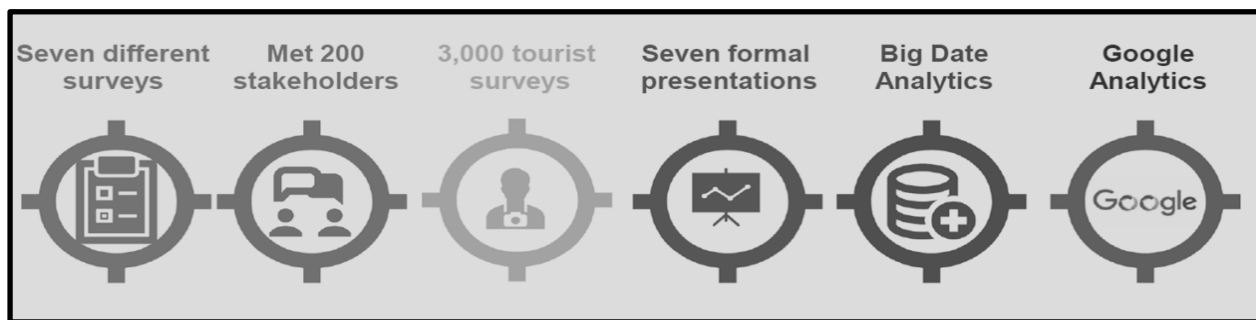 Seven different
surveys
Met 200
stakeholders
3,000 tourist
surveys
Seven formal
presentations
Big Date
Analytics
Google
Analytics
Google